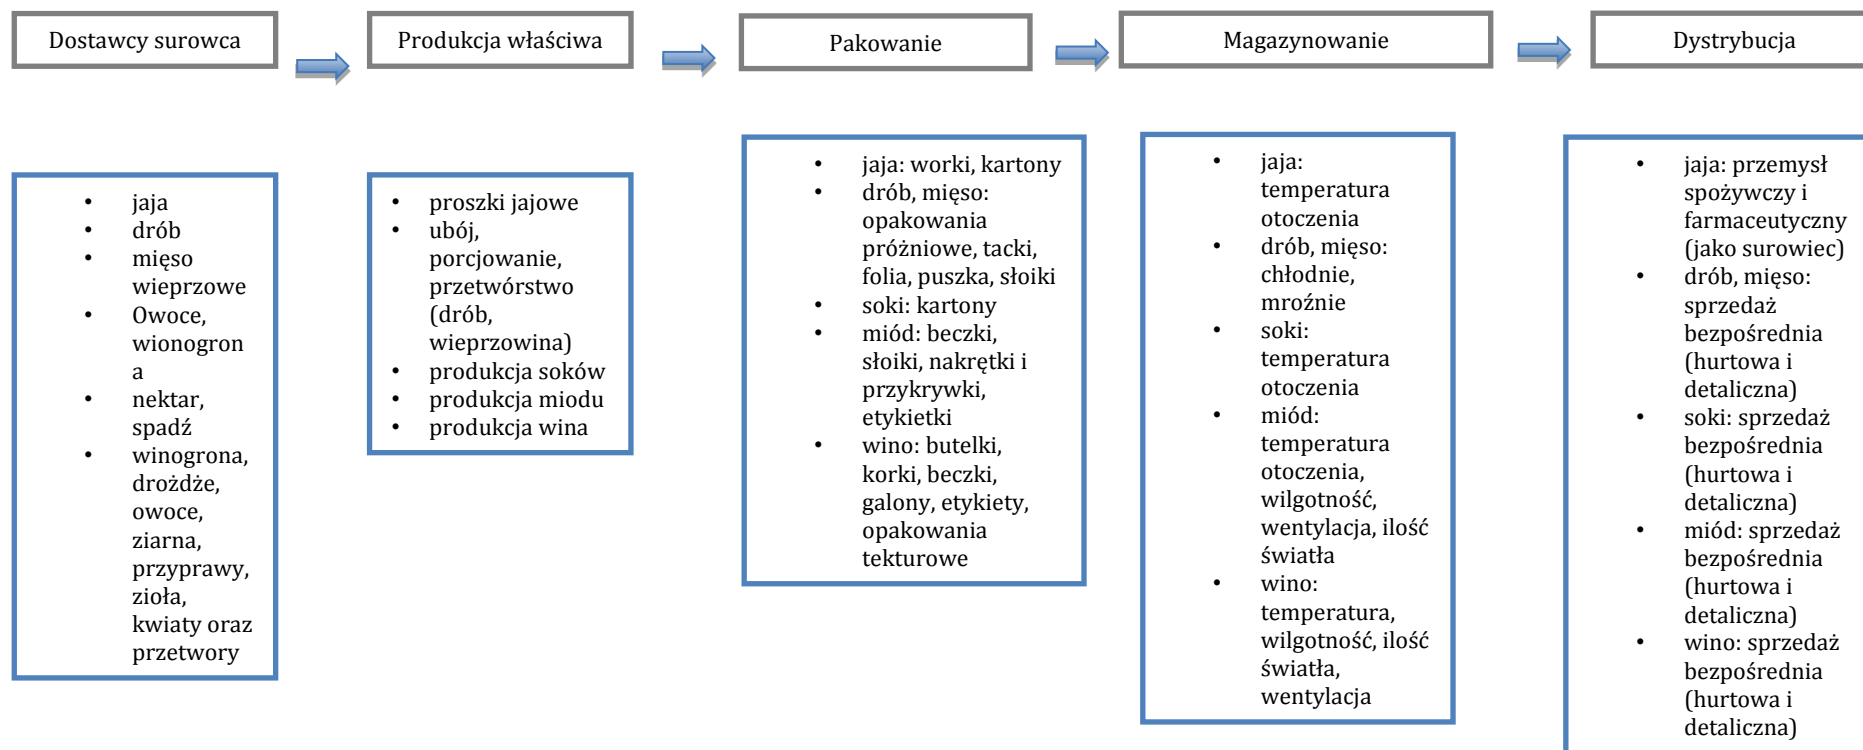 Dostawcy surowca
Produkcja właściwa
Pakowanie
Magazynowanie
Dystrybucja
• jaja
• drób
• mięso
wieprzowe
• Owoce,
wionogron
a
• nektar,
spadź
• winogrona,
drożdże,
owoce,
ziarna,
przyprawy,
zioła,
kwiaty oraz
przetwory
• proszki jajowe
• ubój,
porcjowanie,
przetwórstwo
(drób,
wieprzowina)
• produkcja soków
• produkcja miodu
• produkcja wina
• jaja: worki, kartony
• drób, mięso:
opakowania
próżniowe, tacki,
folia, puszka, słoiki
• soki: kartony
• miód: beczki,
słoiki, nakrętki i
przykrywki,
etykietki
• wino: butelki,
korki, beczki,
galony, etykiety,
opakowania
tekturowe
• jaja:
temperatura
otoczenia
• drób, mięso:
chłodnie,
mroźnie
• soki:
temperatura
otoczenia
• miód:
temperatura
otoczenia,
wilgotność,
wentylacja, ilość
światła
• wino:
temperatura,
wilgotność, ilość
światła,
wentylacja
• jaja: przemysł
spożywczy i
farmaceutyczny
(jako surowiec)
• drób, mięso:
sprzedaż
bezpośrednia
(hurtowa i
detaliczna)
• soki: sprzedaż
bezpośrednia
(hurtowa i
detaliczna)
• miód: sprzedaż
bezpośrednia
(hurtowa i
detaliczna)
• wino: sprzedaż
bezpośrednia
(hurtowa i
detaliczna)